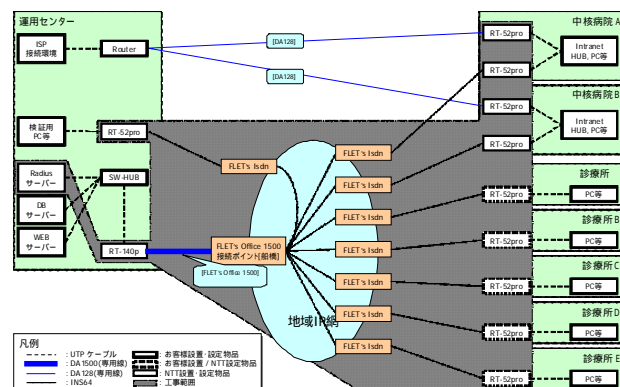 運用センター
ISP
接続環境
Router
検証用
PC等
RT-52pro
Radius
サーバー
SW-HUB
DB
サーバー
WEB
サーバー
RT-140p
[DA128]
[DA128]
FLET's Isdn
FLET's Office 1500
接続ポイント[船橋]
[FLET's Office 1500]
地域IP網
FLET's Isdn
FLET's Isdn
FLET's Isdn
FLET's Isdn
FLET's Isdn
FLET's Isdn
FLET's Isdn
中核病院 A
RT-52pro
RT-52pro
Intranet
HUB, PC等
中核病院 B
RT-52pro
RT-52pro
Intranet
HUB, PC等
診療所
RT-52pro
PC等
診療所 B
RT-52pro
PC等
診療所 C
RT-52pro
PC等
診療所 D
RT-52pro
PC等
診療所 E
RT-52pro
PC等
凡例
: UTP ケーブル
: DA1500(専用線)
: DA128(専用線)
: INS64
: お客様設置・設定物品
: お客様設置 / NTT設定物品
: NTT設置・設定物品
: 工事範囲